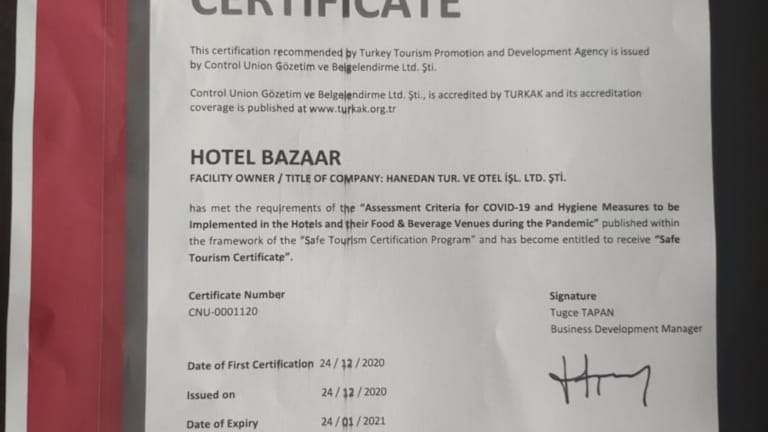 CERTIFICATE
This certification recommended by Turkey Tourism Promotion and Development Agency is issued
by Control Union Gözetim ve Belgelendirme Ltd. Şti.
Control Union Gözetim ve Belgelendirme Ltd. Şti., is accredited by TURKAK and its accreditation
coverage is published at www.turkak.org.tr
HOTEL BAZAAR
FACILITY OWNER / TITLE OF COMPANY: HANEDAN TUR. VE OTEL İŞL. LTD. ŞTİ.
has met the requirements of the “Assessment Criteria for COVID-19 and Hygiene Measures to be
Implemented in the Hotels and their Food & Beverage Venues during the Pandemic” published within
the framework of the “Safe Tourism Certification Program” and has become entitled to receive “Safe
Tourism Certificate”.
Certificate Number
CNU-0001120
Signature
Tugce TAPAN
Business Development Manager
Date of First Certification 24 / 12 / 2020
Issued on 24 / 12 / 2020
Date of Expiry 24 / 01 / 2021